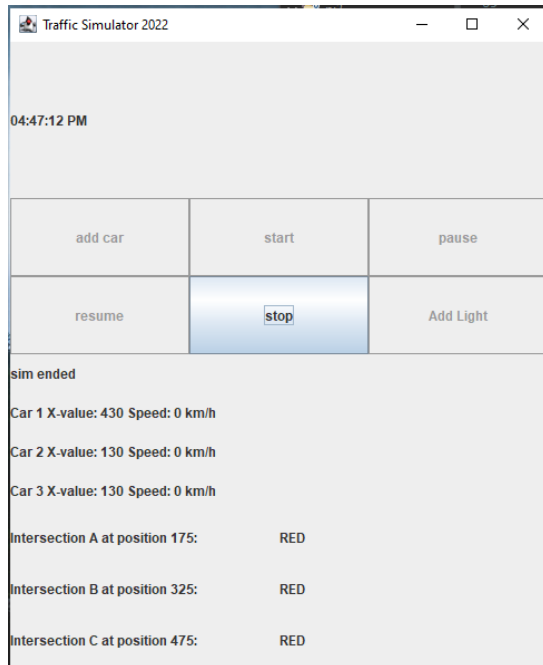 Traffic Simulator 2022
04:47:12 PM
add car start pause
resume stop Add Light
sim ended
Car 1 X-value: 430 Speed: 0 km/h
Car 2 X-value: 130 Speed: 0 km/h
Car 3 X-value: 130 Speed: 0 km/h
Intersection A at position 175: RED
Intersection B at position 325: RED
Intersection C at position 475: RED